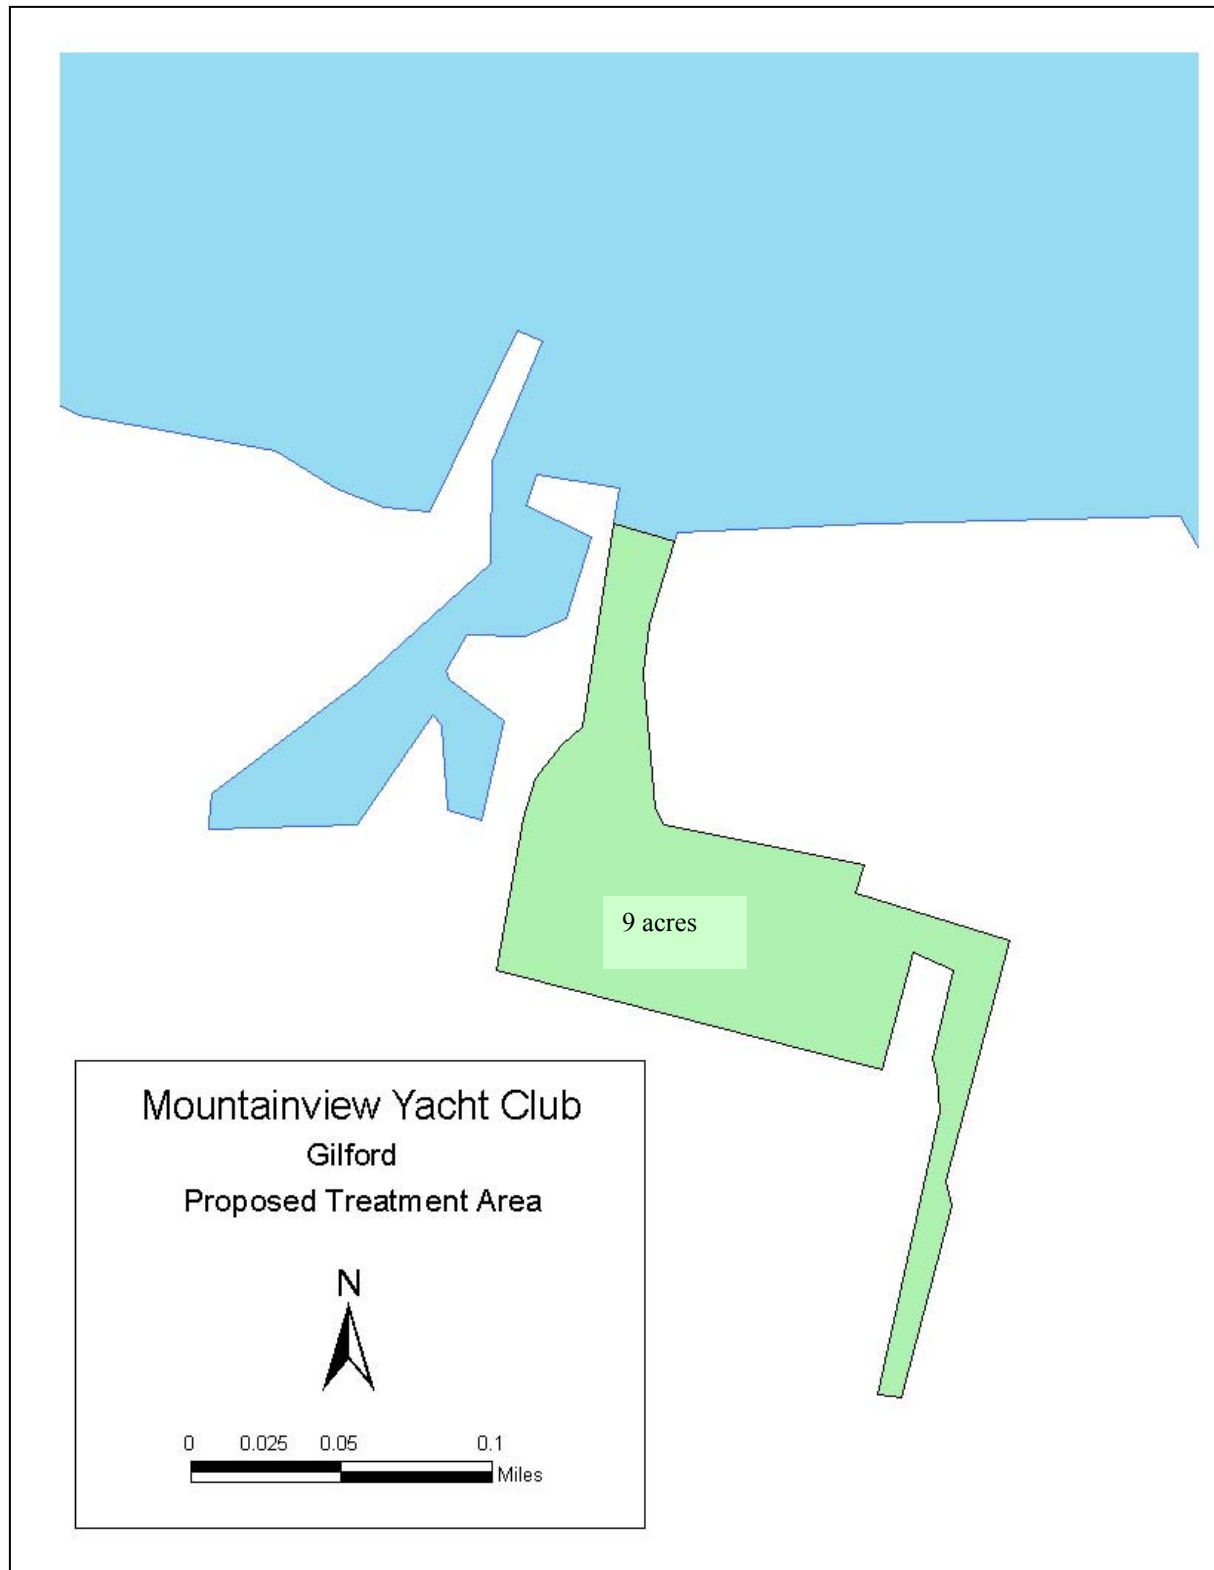 9 acres
Mountainview Yacht Club
Gilford
Proposed Treatment Area
N
0 0.025 0.05 0.1
Miles